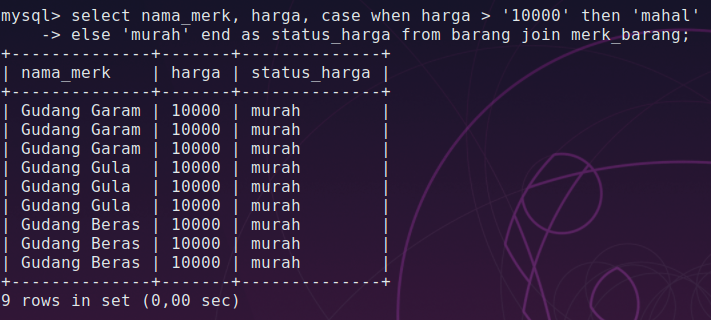 mysql> select nama_merk, harga, case when harga > '10000' then 'mahal'
    -> else 'murah' end as status_harga from barang join merk_barang;
+--------------+-------+--------------+
| nama_merk    | harga | status_harga |
+--------------+-------+--------------+
| Gudang Garam | 10000 | murah        |
| Gudang Garam | 10000 | murah        |
| Gudang Garam | 10000 | murah        |
| Gudang Gula  | 10000 | murah        |
| Gudang Gula  | 10000 | murah        |
| Gudang Gula  | 10000 | murah        |
| Gudang Beras | 10000 | murah        |
| Gudang Beras | 10000 | murah        |
| Gudang Beras | 10000 | murah        |
+--------------+-------+--------------+
9 rows in set (0,00 sec)